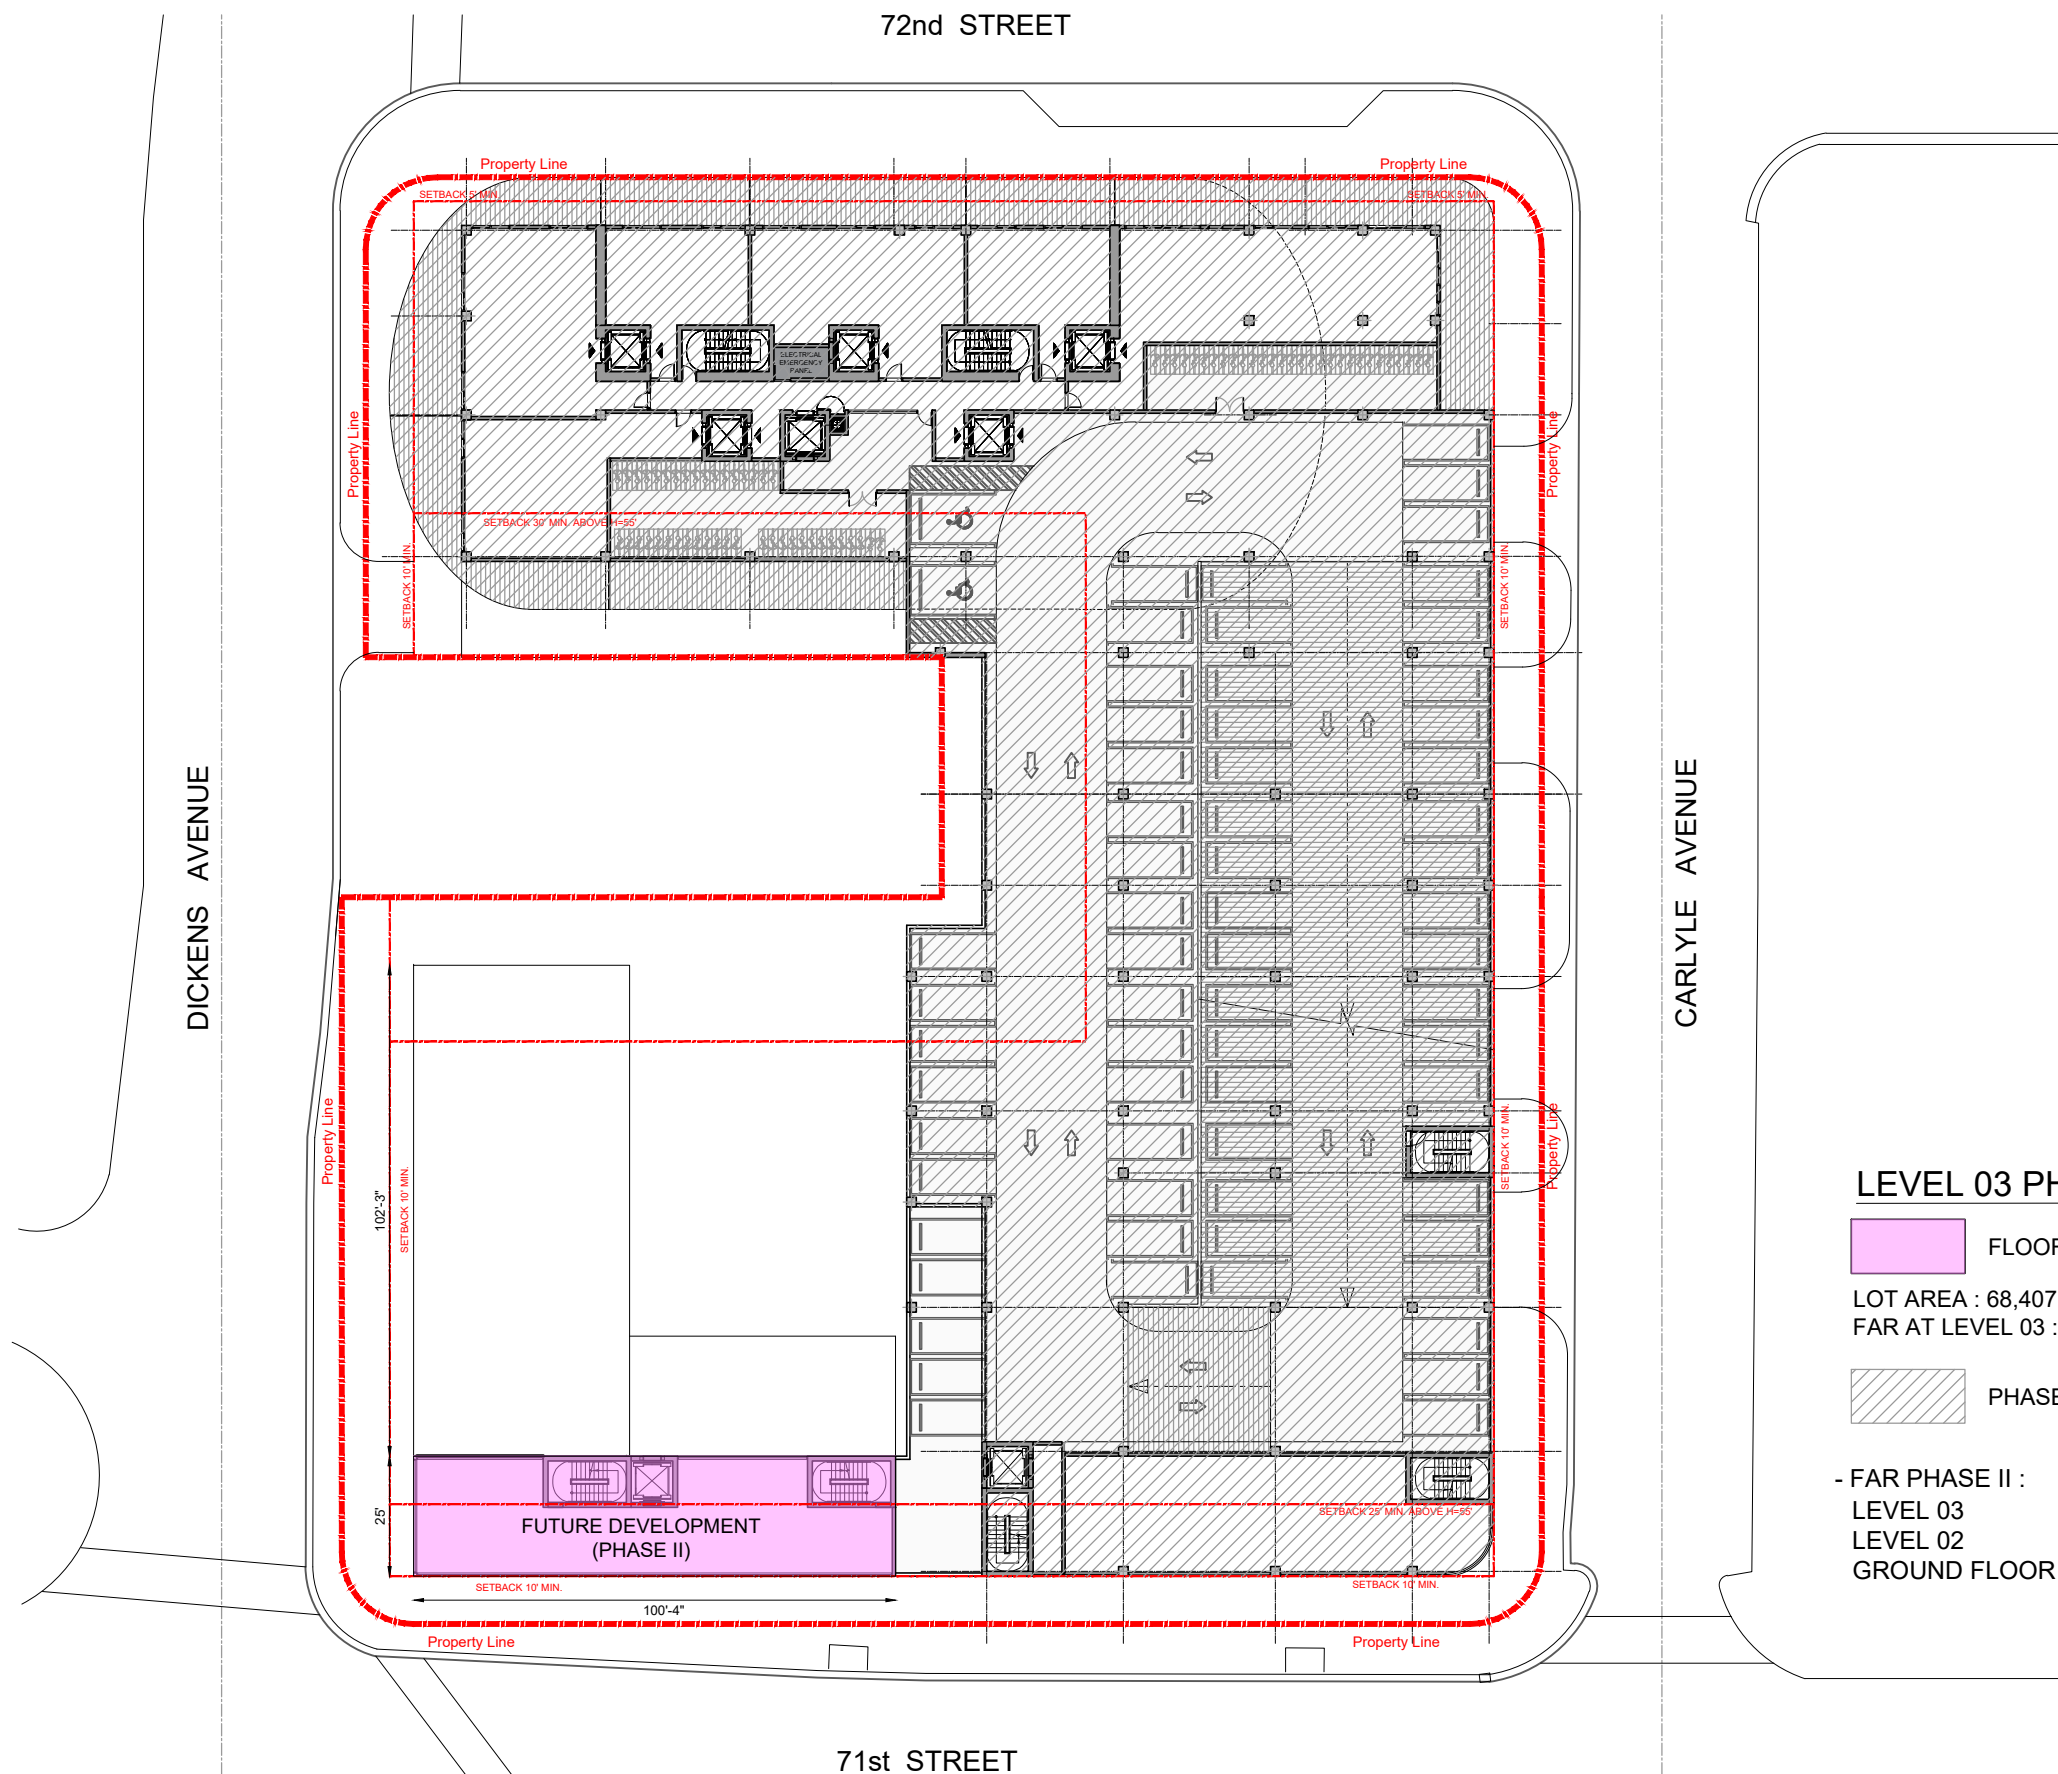 72nd STREET
Property Line
Property Line
SETBACK 5' MIN.
SETBACK 5' MIN.
ELECTRICAL
EMERGENCY
PANEL
Property Line
Property Line
SETBACK 30' MIN. ABOVE H=55'
SETBACK 10' MIN.
SETBACK 10' MIN.
DICKENS AVENUE
CARLYLE AVENUE
Property Line
SETBACK 10' MIN.
102'-3"
SETBACK 10' MIN.
Property Line
LEVEL 03 PH
FLOOR
LOT AREA : 68,407
FAR AT LEVEL 03 :
PHASE
- FAR PHASE II :
LEVEL 03
LEVEL 02
GROUND FLOOR
25'
SETBACK 25' MIN. ABOVE H=55'
FUTURE DEVELOPMENT
(PHASE II)
SETBACK 10' MIN.
SETBACK 10' MIN.
100'-4"
Property Line
Property Line
71st STREET